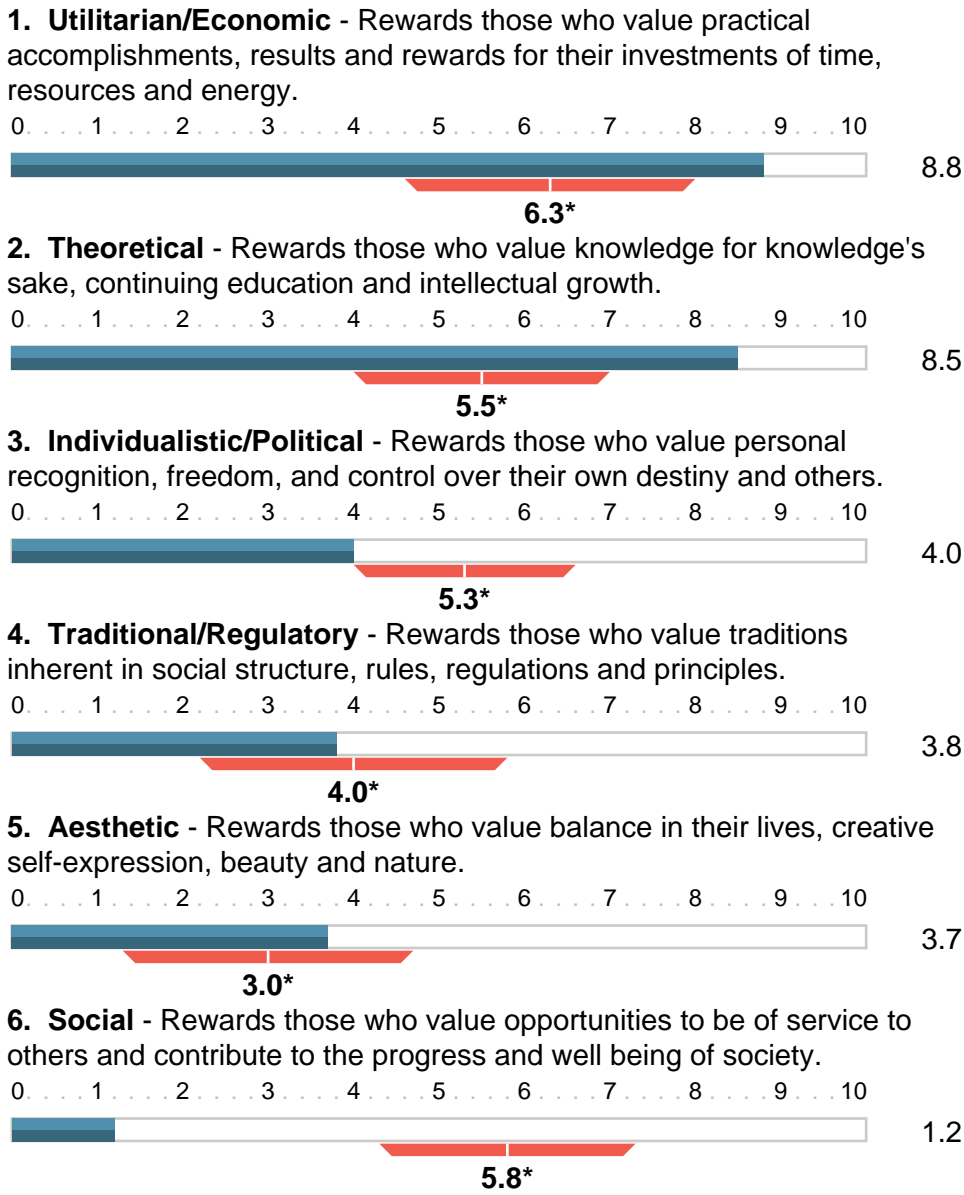 1. Utilitarian/Economic - Rewards those who value practical
accomplishments, results and rewards for their investments of time,
resources and energy.
0. . . . 1 . . . . 2 . . . . 3 . . . . 4 . . . . 5 . . . . 6 . . . . 7 . . . . 8 . . . . 9 . . . 10
8.8
6.3*
2. Theoretical - Rewards those who value knowledge for knowledge's
sake, continuing education and intellectual growth.
0. . . . 1 . . . . 2 . . . . 3 . . . . 4 . . . . 5 . . . . 6 . . . . 7 . . . . 8 . . . . 9 . . . 10
8.5
5.5*
3. Individualistic/Political - Rewards those who value personal
recognition, freedom, and control over their own destiny and others.
0. . . . 1 . . . . 2 . . . . 3 . . . . 4 . . . . 5 . . . . 6 . . . . 7 . . . . 8 . . . . 9 . . . 10
4.0
5.3*
4. Traditional/Regulatory - Rewards those who value traditions
inherent in social structure, rules, regulations and principles.
0. . . . 1 . . . . 2 . . . . 3 . . . . 4 . . . . 5 . . . . 6 . . . . 7 . . . . 8 . . . . 9 . . . 10
3.8
4.0*
5. Aesthetic - Rewards those who value balance in their lives, creative
self-expression, beauty and nature.
0. . . . 1 . . . . 2 . . . . 3 . . . . 4 . . . . 5 . . . . 6 . . . . 7 . . . . 8 . . . . 9 . . . 10
3.7
3.0*
6. Social - Rewards those who value opportunities to be of service to
others and contribute to the progress and well being of society.
0. . . . 1 . . . . 2 . . . . 3 . . . . 4 . . . . 5 . . . . 6 . . . . 7 . . . . 8 . . . . 9 . . . 10
1.2
5.8*